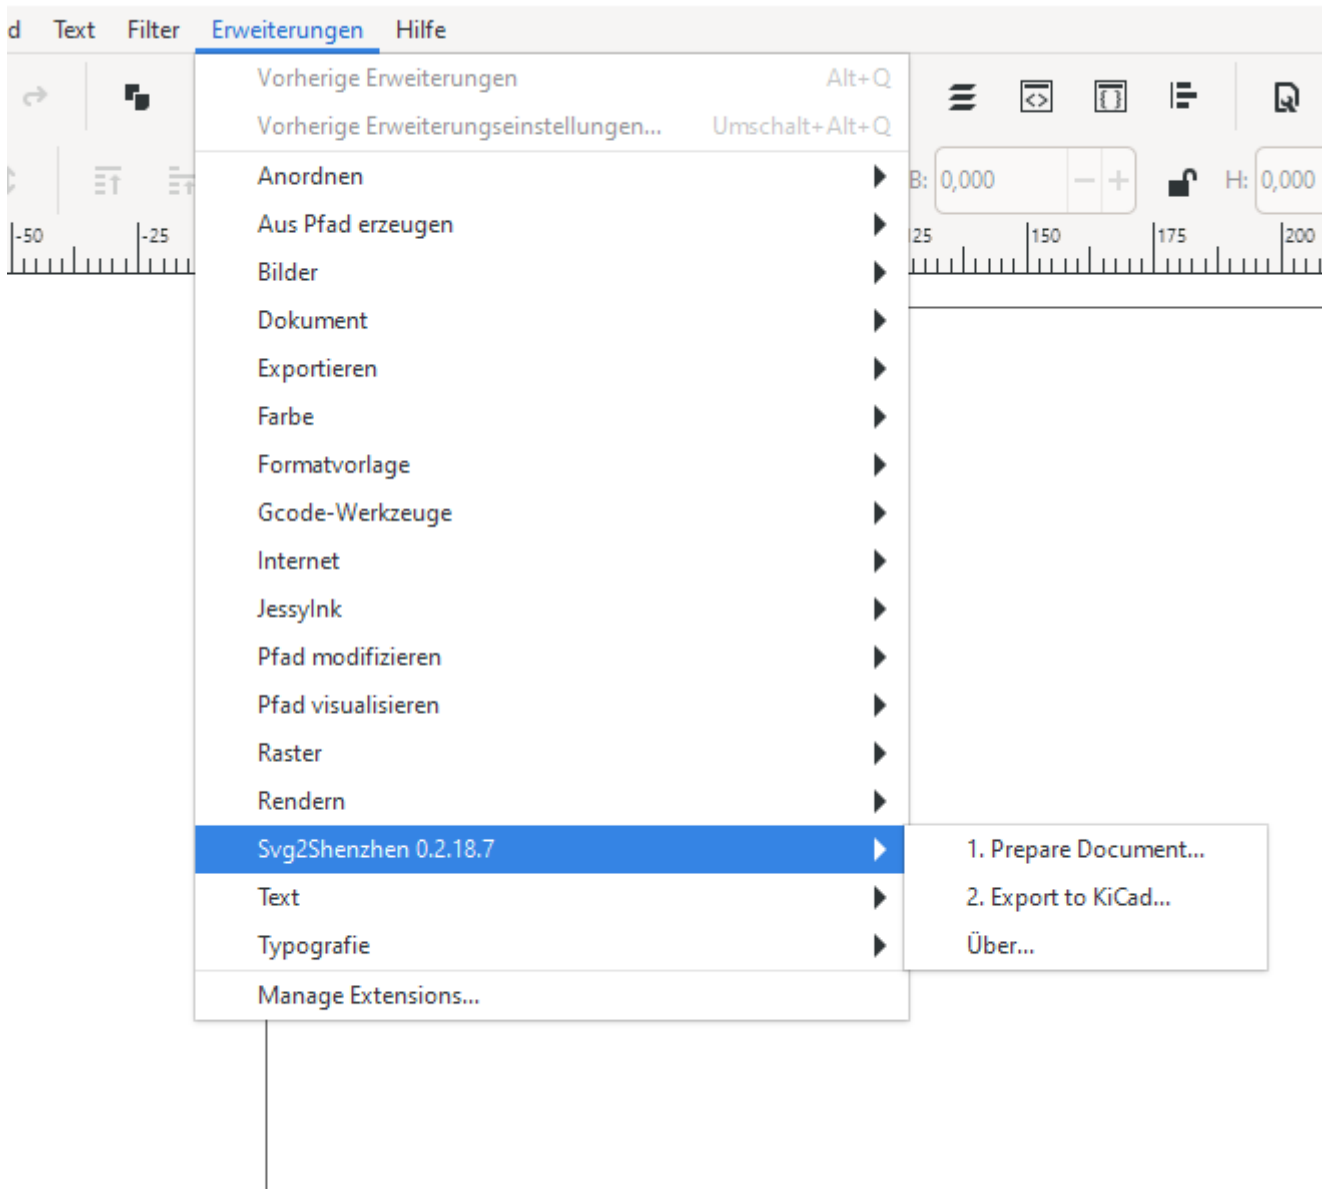 d Text Filter Erweiterungen Hilfe
Vorherige Erweiterungen Alt+Q
Vorherige Erweiterungseinstellungen... Umschalt+Alt+Q
Anordnen
B: 0,000 H: 0,000
Aus Pfad erzeugen
-50 -25 25 150 175 200
Bilder
Dokument
Exportieren
Farbe
Formatvorlage
Gcode-Werkzeuge
Internet
JessyInk
Pfad modifizieren
Pfad visualisieren
Raster
Rendern
Svg2Shenzhen 0.2.18.7
1. Prepare Document...
Text
2. Export to KiCad...
Typografie
Über...
Manage Extensions...